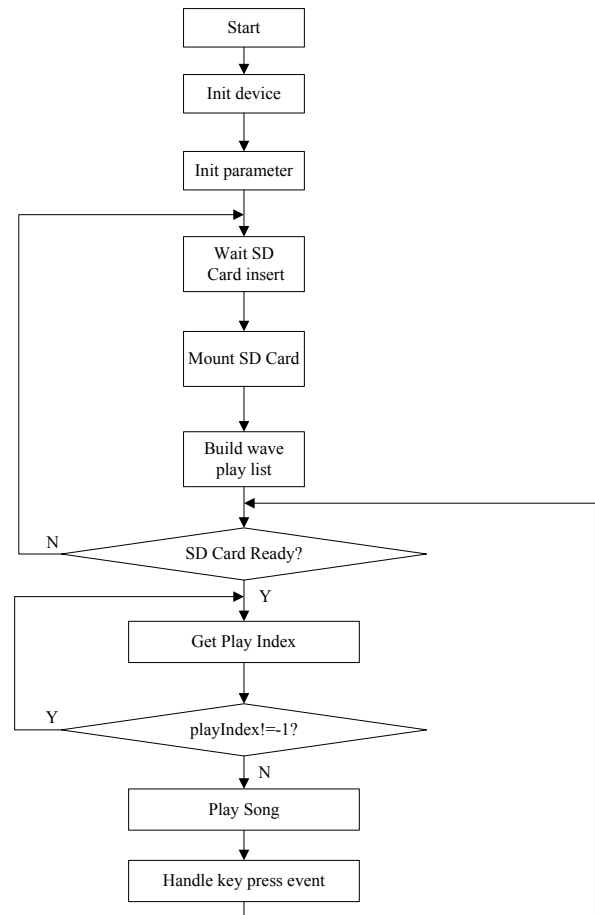 Start
Init device
Init parameter
Wait SD
Card insert
Mount SD Card
Build wave
play list
N
SD Card Ready?
Y
Get Play Index
Y
playIndex!=-1?
N
Play Song
Handle key press event